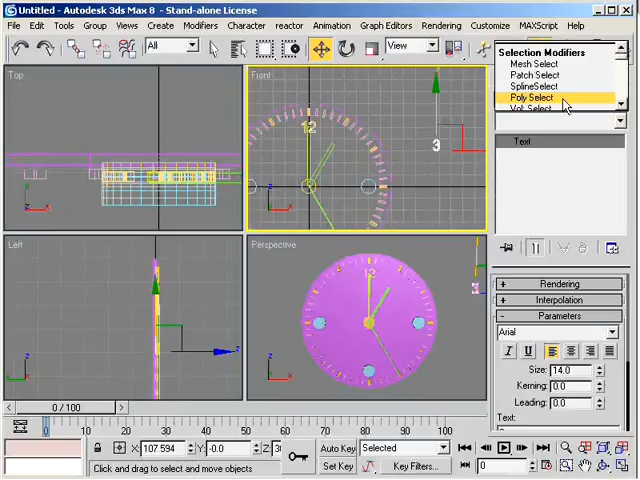 Untitled - Autodesk 3ds Max 8 - Stand-alone License
File Edit Tools Group Views Create Modifiers Character reactor Animation Graph Editors Rendering Customize MAXScript Help
All
View
Selection Modifiers
Mesh Select
Patch Select
SplineSelect
Poly Select
Vol. Select
Text
Top
Front
12
3
Left
Perspective
12
Rendering
Interpolation
Parameters
Arial
I U
Size: 14.0
Kerning: 0.0
Leading: 0.0
Text:
0 / 100
0 10 20 30 40 50 60 70 80 90 100
X 107.594 Y -0.0 Z
Auto Key Selected
Click and drag to select and move objects
Set Key Key Filters...
0